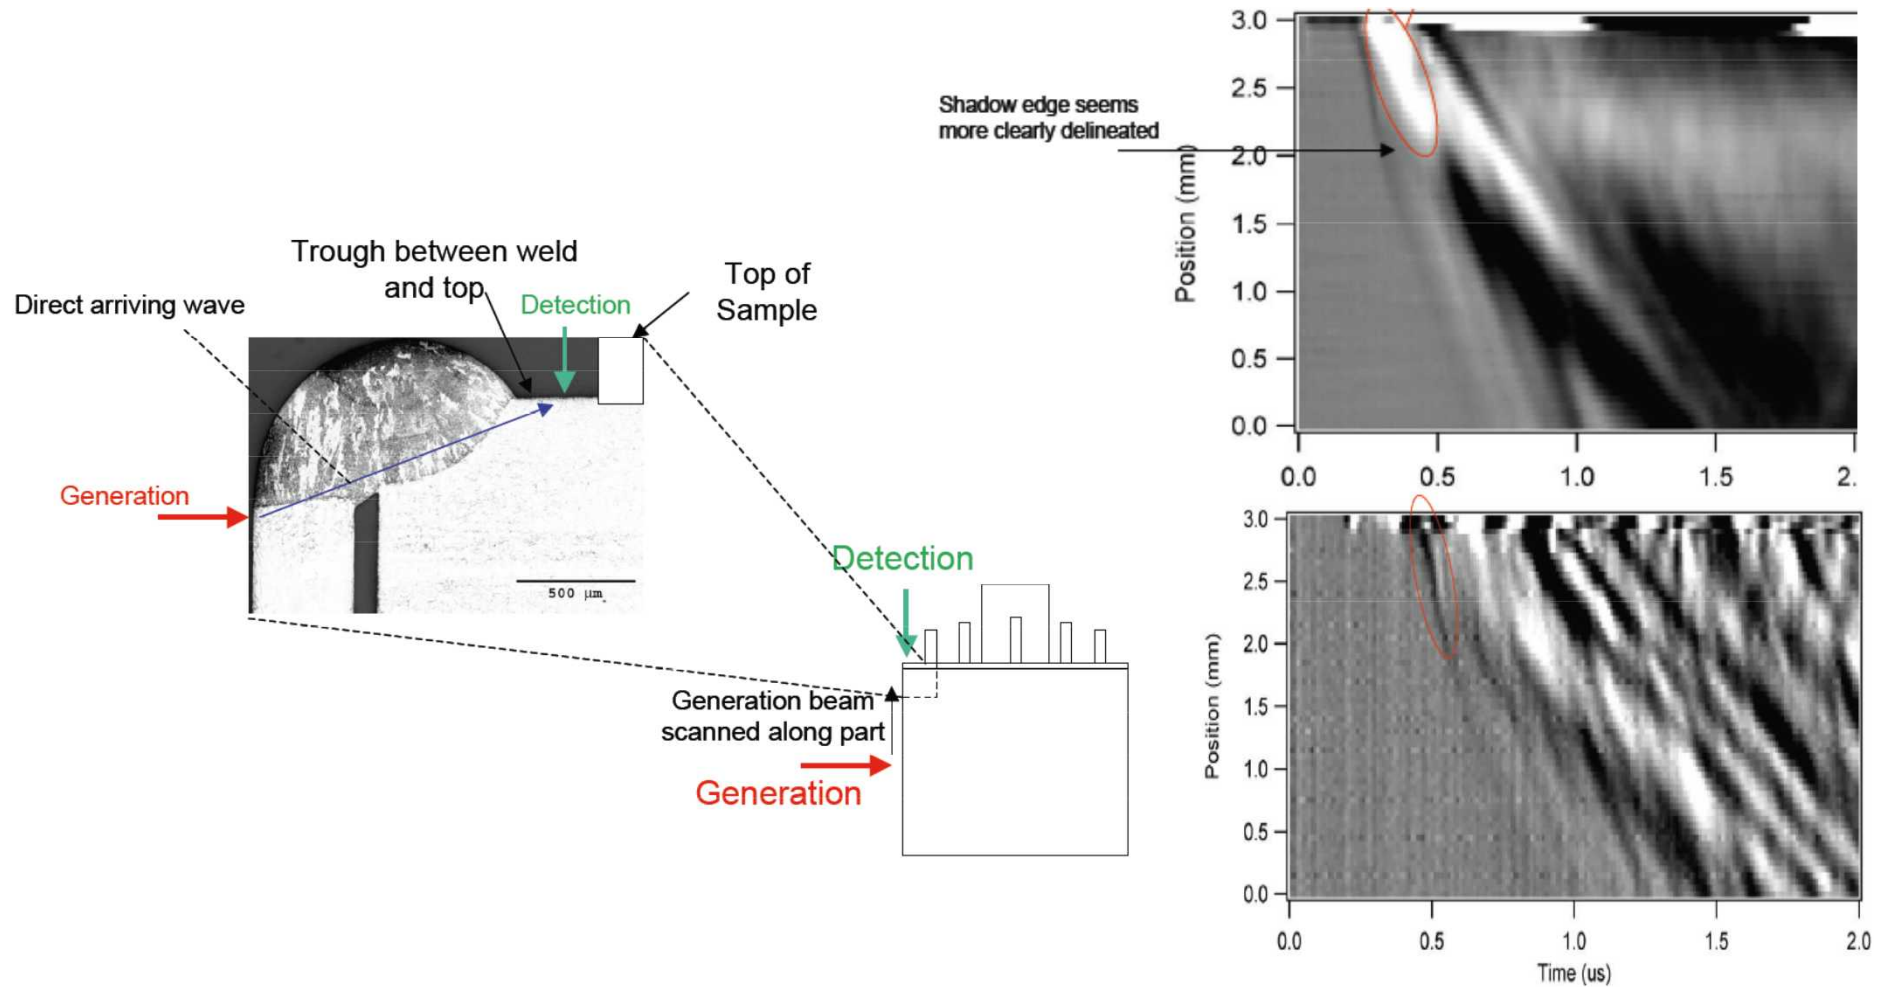 Trough between weld
and top
Direct arriving wave
Detection
Top of
Sample
Generation
500 μm
Detection
Generation beam
scanned along part
Generation
Shadow edge seems
more clearly delineated
Position (mm)
3.0
2.5
2.0
1.5
1.0
0.5
0.0
0.0 0.5 1.0 1.5 2.
Position (mm)
3.0
2.5
2.0
1.5
1.0
0.5
0.0
0.0 0.5 1.0 1.5 2.0
Time (us)